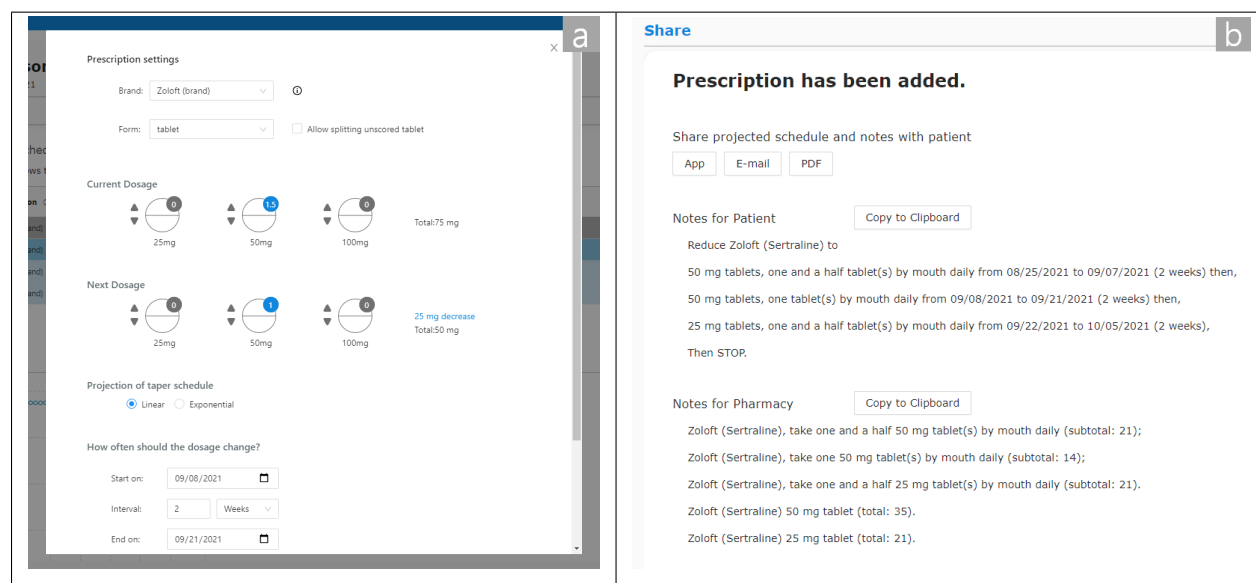 a
sor
21
Prescription settings
Brand: Zoloft (brand)
Form: tablet
Allow splitting unscored tablet
hec
ows t
on
and)
and)
and)
and)
Current Dosage
0 1.5 0
25mg 50mg 100mg
Total:75 mg
Next Dosage
0 1 0
25mg 50mg 100mg
25 mg decrease
Total:50 mg
Projection of taper schedule
Linear Exponential
How often should the dosage change?
Start on: 09/08/2021
Interval: 2 Weeks
End on: 09/21/2021
b
Share
Prescription has been added.
Share projected schedule and notes with patient
App E-mail PDF
Notes for Patient Copy to Clipboard
Reduce Zoloft (Sertraline) to
50 mg tablets, one and a half tablet(s) by mouth daily from 08/25/2021 to 09/07/2021 (2 weeks) then,
50 mg tablets, one tablet(s) by mouth daily from 09/08/2021 to 09/21/2021 (2 weeks) then,
25 mg tablets, one and a half tablet(s) by mouth daily from 09/22/2021 to 10/05/2021 (2 weeks),
Then STOP.
Notes for Pharmacy Copy to Clipboard
Zoloft (Sertraline), take one and a half 50 mg tablet(s) by mouth daily (subtotal: 21);
Zoloft (Sertraline), take one 50 mg tablet(s) by mouth daily (subtotal: 14);
Zoloft (Sertraline), take one and a half 25 mg tablet(s) by mouth daily (subtotal: 21).
Zoloft (Sertraline) 50 mg tablet (total: 35).
Zoloft (Sertraline) 25 mg tablet (total: 21).